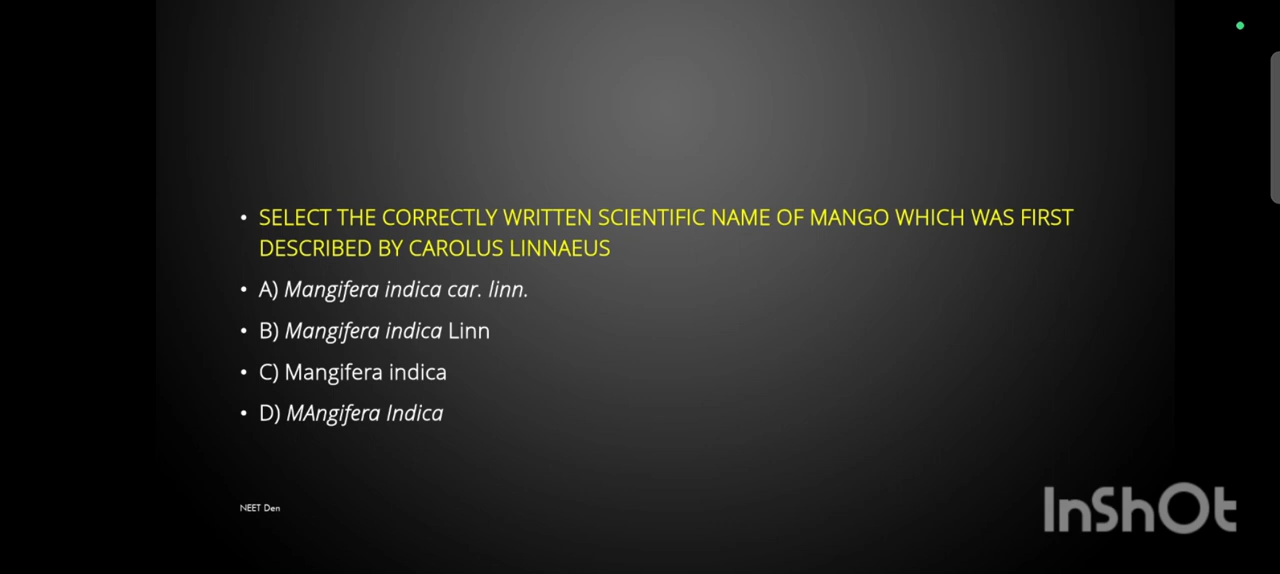 • SELECT THE CORRECTLY WRITTEN SCIENTIFIC NAME OF MANGO WHICH WAS FIRST
DESCRIBED BY CAROLUS LINNAEUS
• A) Mangifera indica car. linn.
• B) Mangifera indica Linn
• C) Mangifera indica
• D) MAngifera Indica
NEET Den
InShOt